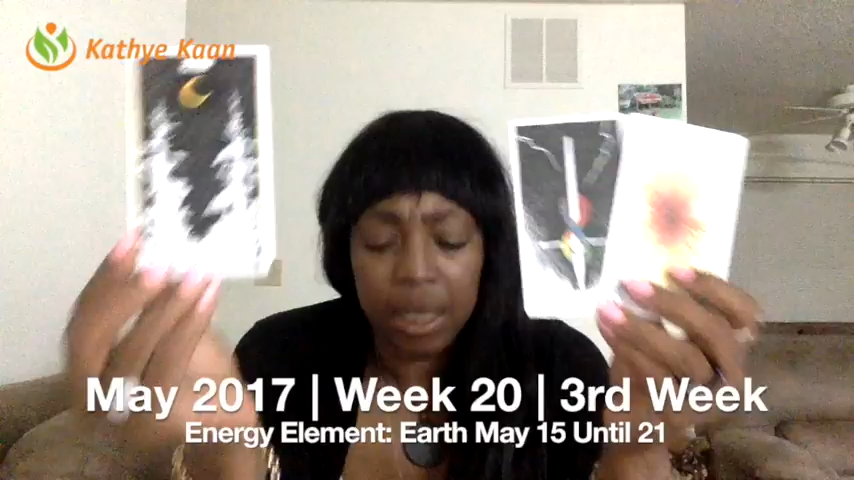 Kathye Kaan
May 2017 | Week 20 | 3rd Week
Energy Element: Earth May 15 Until 21